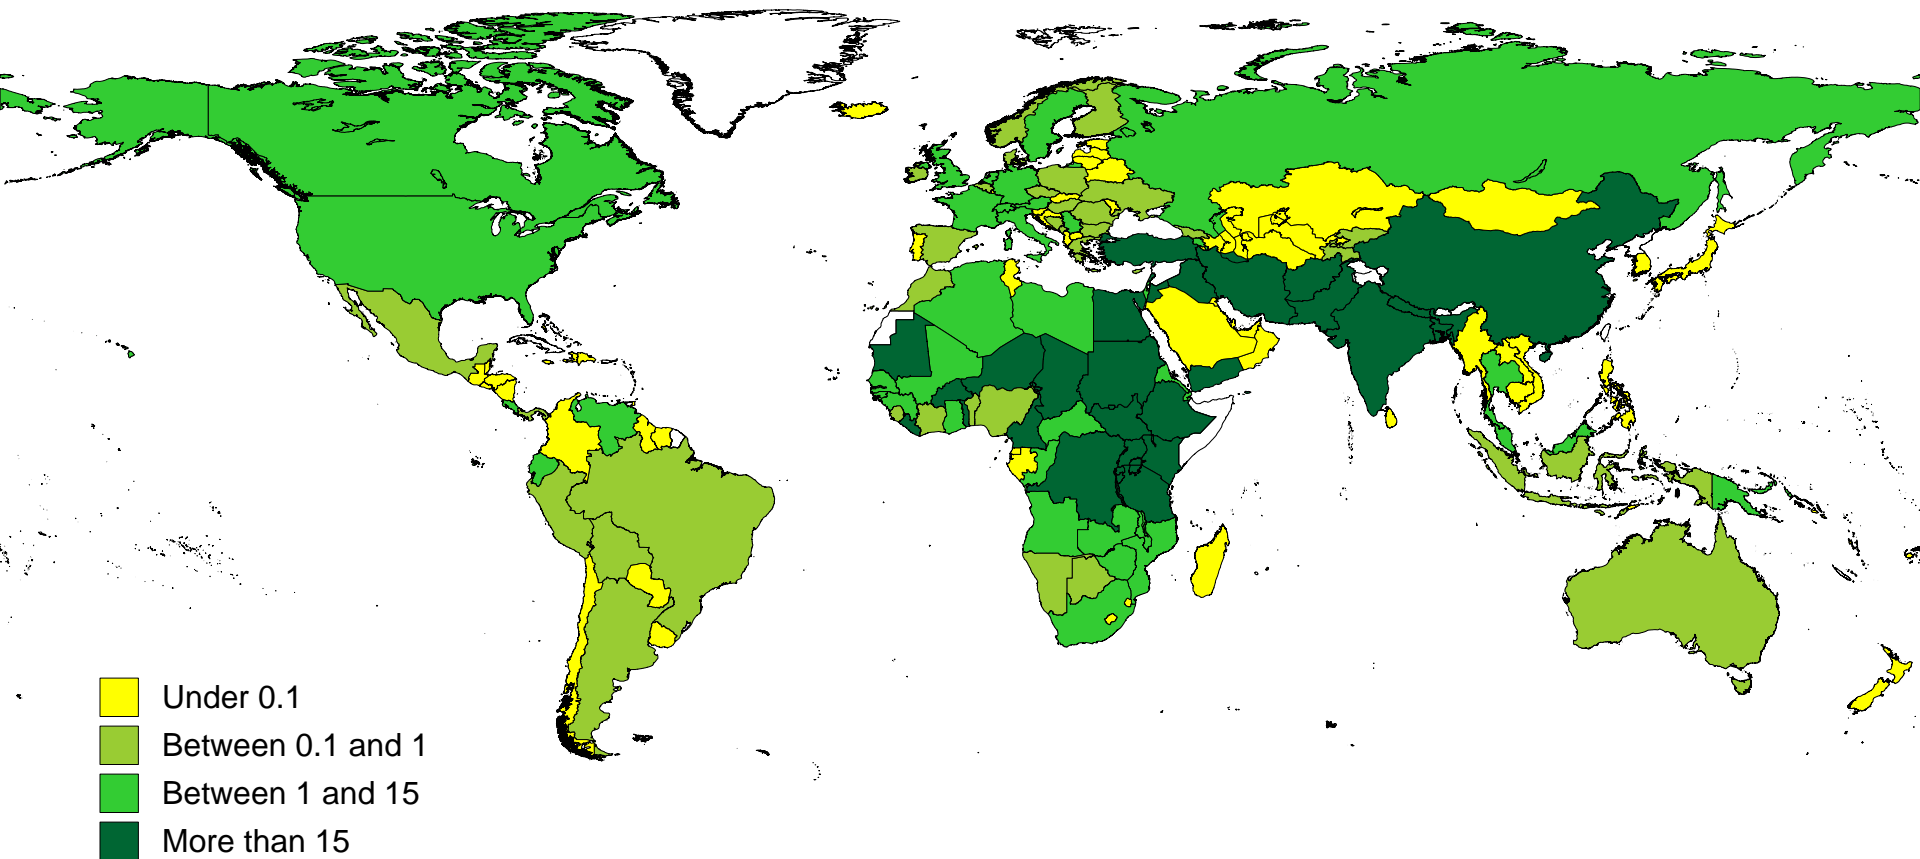 Under 0.1
Between 0.1 and 1
Between 1 and 15
More than 15